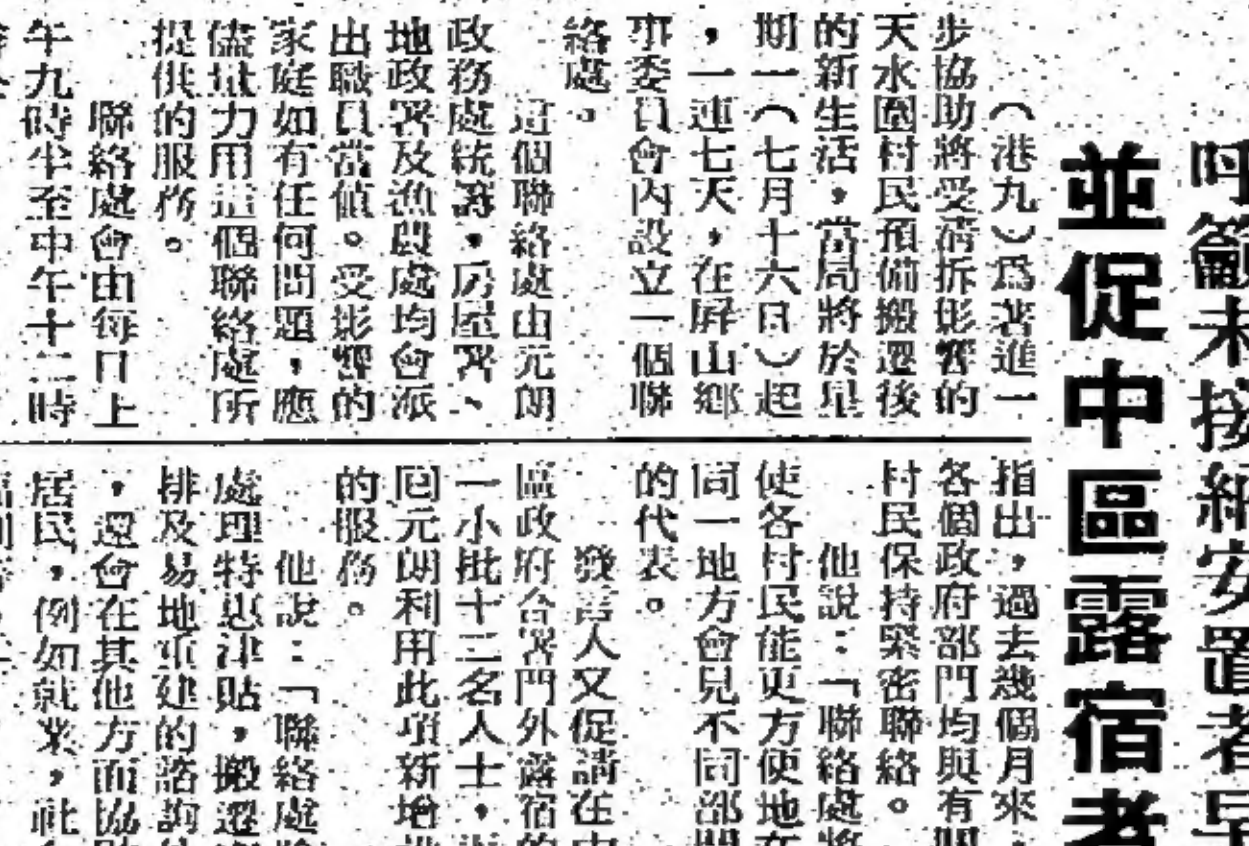 呼籲未接納安置者早
並促中區露宿者
（港九）爲著進一
步協助將受清拆影響的
天水圍村民預備搬遷後
的新生活，當局將於星
期一（七月十六日）起
，一連七天，在屛山鄉
事委員會內設立一個聯
絡處。
這個聯絡處由元朗
政務處統籌，房屋署、
地政署及漁農處均會派
出職員當值。受影響的
家庭如有任何問題，應
儘量力用這個聯絡處所
提供的服務。
聯絡處會由每日上
午九時半至中午十二時
指出，過去幾個月來，
各個政府部門均與有關
村民保持緊密聯絡。
他說：「聯絡處將
使各村民能更方便地在
同一地方會見不同部門
的代表。
發言人又促請在中
區政府合署門外露宿的
一小批十二名人士，
囘元朗利用此項新增
的服務。
他說：「聯絡處
處理特惠津貼，搬遷
排及易地重建的諮詢
，還會在其他方面協助
居民，例如就業，社